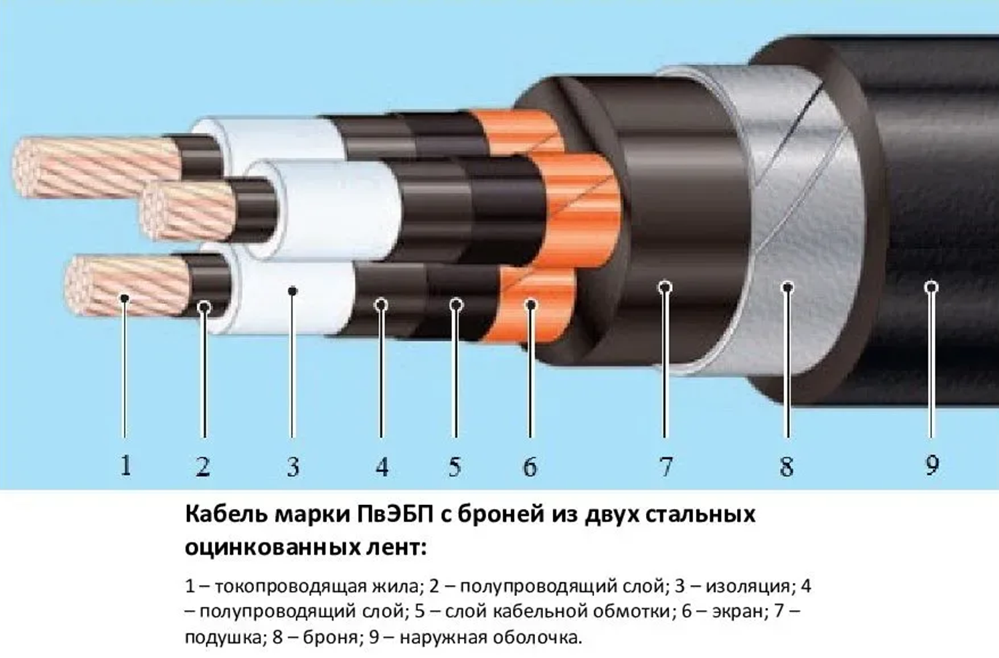 1 2 3 4 5 6 7 8 9
Кабель марки ПвЭБП с броней из двух стальных
оцинкованных лент:
1 – токопроводящая жила; 2 – полупроводящий слой; 3 – изоляция; 4
– полупроводящий слой; 5 – слой кабельной обмотки; 6 – экран; 7 –
подушка; 8 – броня; 9 – наружная оболочка.